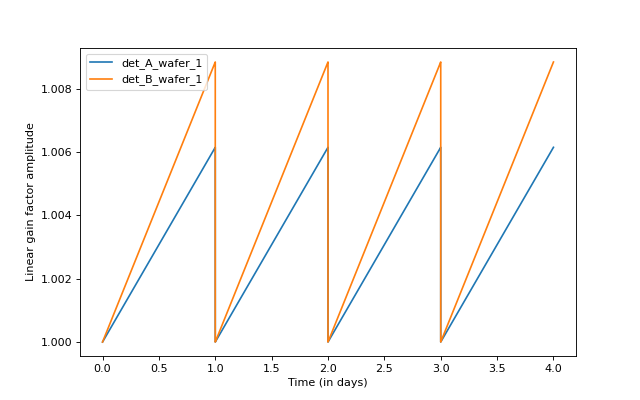 det_A_wafer_1
det_B_wafer_1
1.008
1.006
1.004
1.002
1.000
Linear gain factor amplitude
0.0 0.5 1.0 1.5 2.0 2.5 3.0 3.5 4.0
Time (in days)